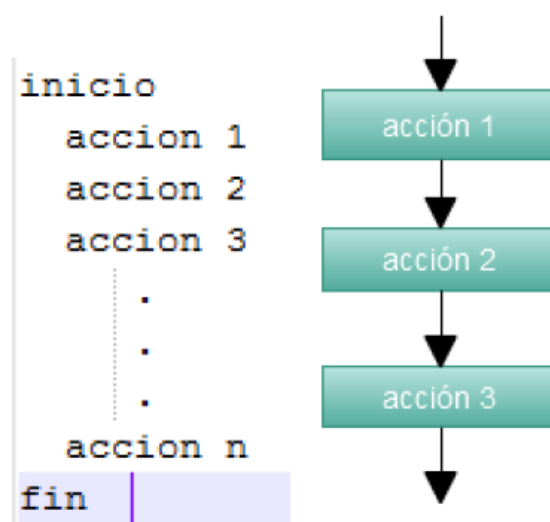 inicio
accion 1
accion 2
accion 3
.
.
.
accion n
fin
acción 1
acción 2
acción 3